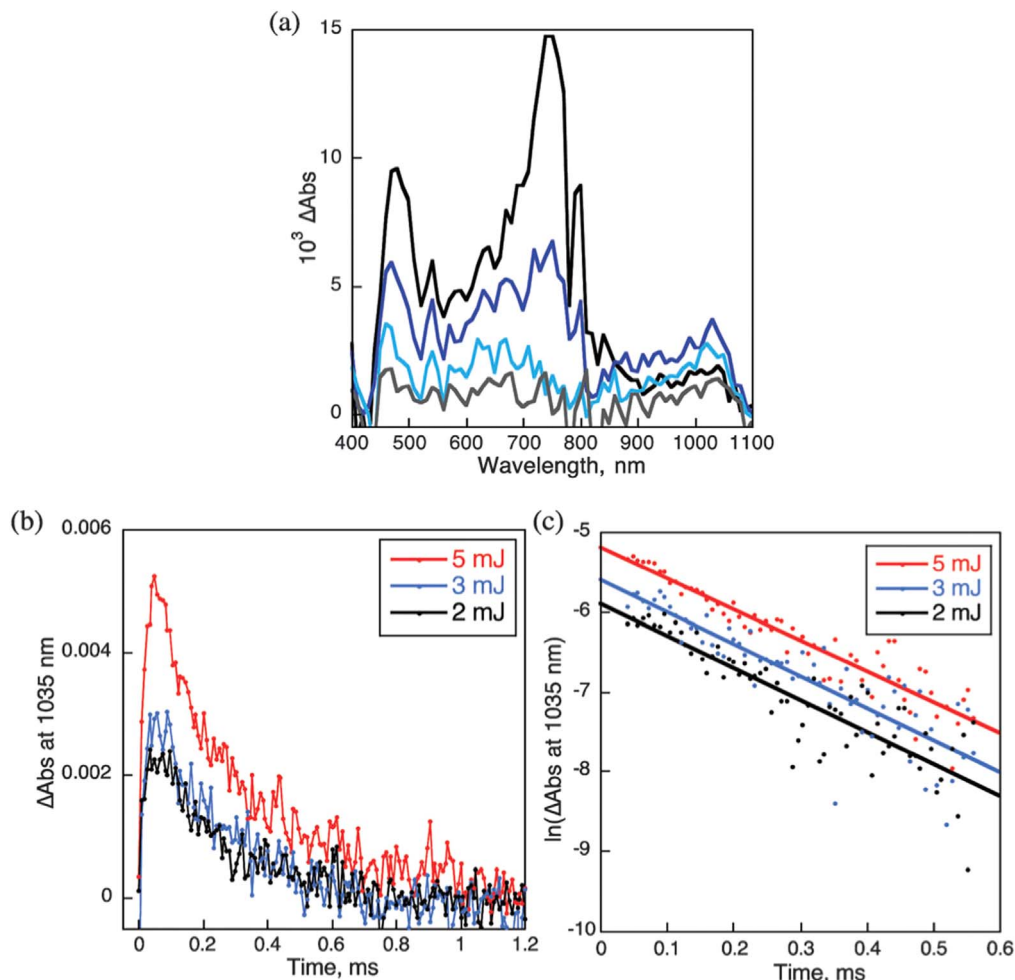 (a)
15
10
5
0
10³ ΔAbs
400 500 600 700 800 900 1000 1100
Wavelength, nm
(b)
0.006
0.004
0.002
0
ΔAbs at 1035 nm
5 mJ
3 mJ
2 mJ
0 0.2 0.4 0.6 0.8 1 1.2
Time, ms
(c)
-5
-6
-7
-8
-9
-10
ln(ΔAbs at 1035 nm)
5 mJ
3 mJ
2 mJ
0 0.1 0.2 0.3 0.4 0.5 0.6
Time, ms